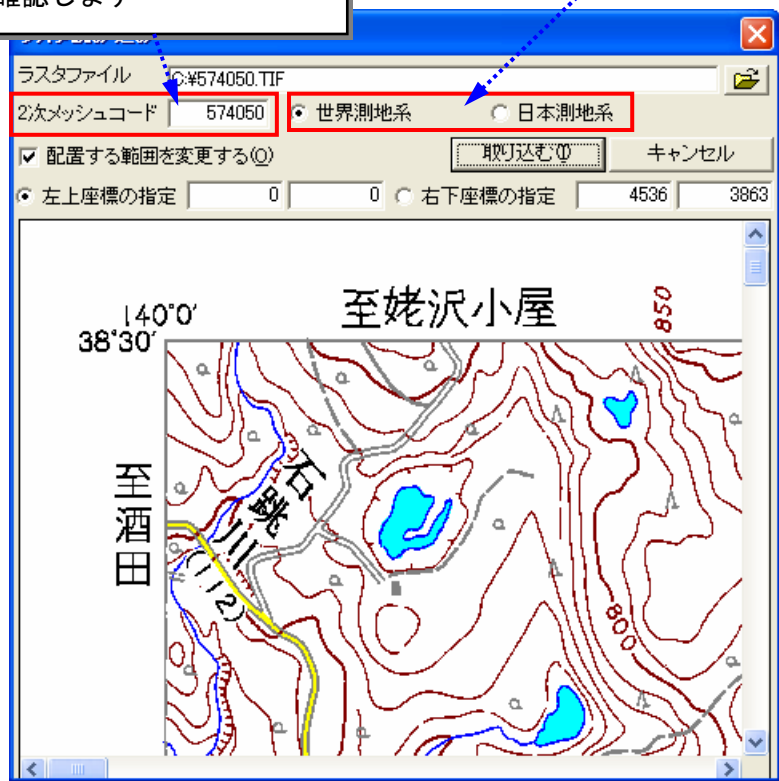 確認します
ラスタファイル C:¥574050.TIF
2次メッシュコード 574050 世界測地系 日本測地系
配置する範囲を変更する(O) 取り込む(I) キャンセル
左上座標の指定 0 0 右下座標の指定 4536 3863
至姥沢小屋
850
140°0′
38°30′
至酒田
石跳川
(112)
800